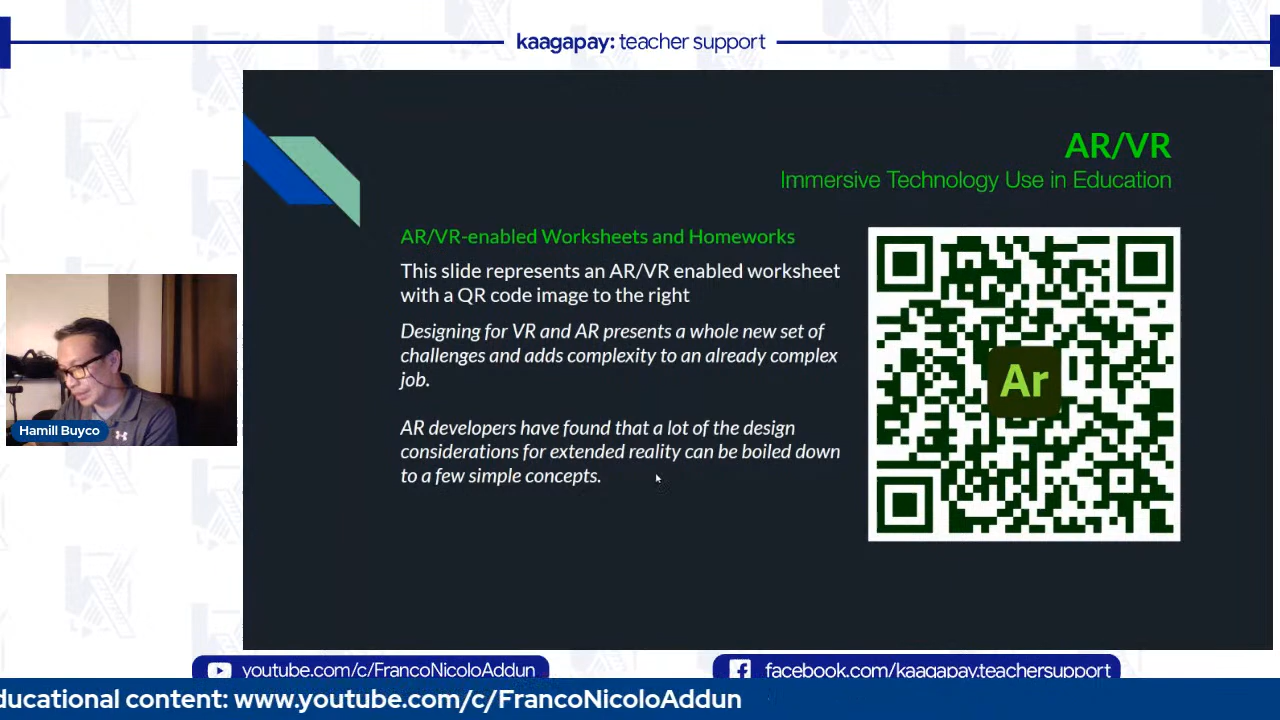 kaagapay: teacher support
AR/VR
Immersive Technology Use in Education
AR/VR-enabled Worksheets and Homeworks
This slide represents an AR/VR enabled worksheet
with a QR code image to the right
Designing for VR and AR presents a whole new set of
challenges and adds complexity to an already complex
job.
AR developers have found that a lot of the design
considerations for extended reality can be boiled down
to a few simple concepts.
Ar
Hamill Buyco
youtube.com/c/FrancoNicoloAddun
facebook.com/kaagapay.teachersupport
ducational content: www.youtube.com/c/FrancoNicoloAddun